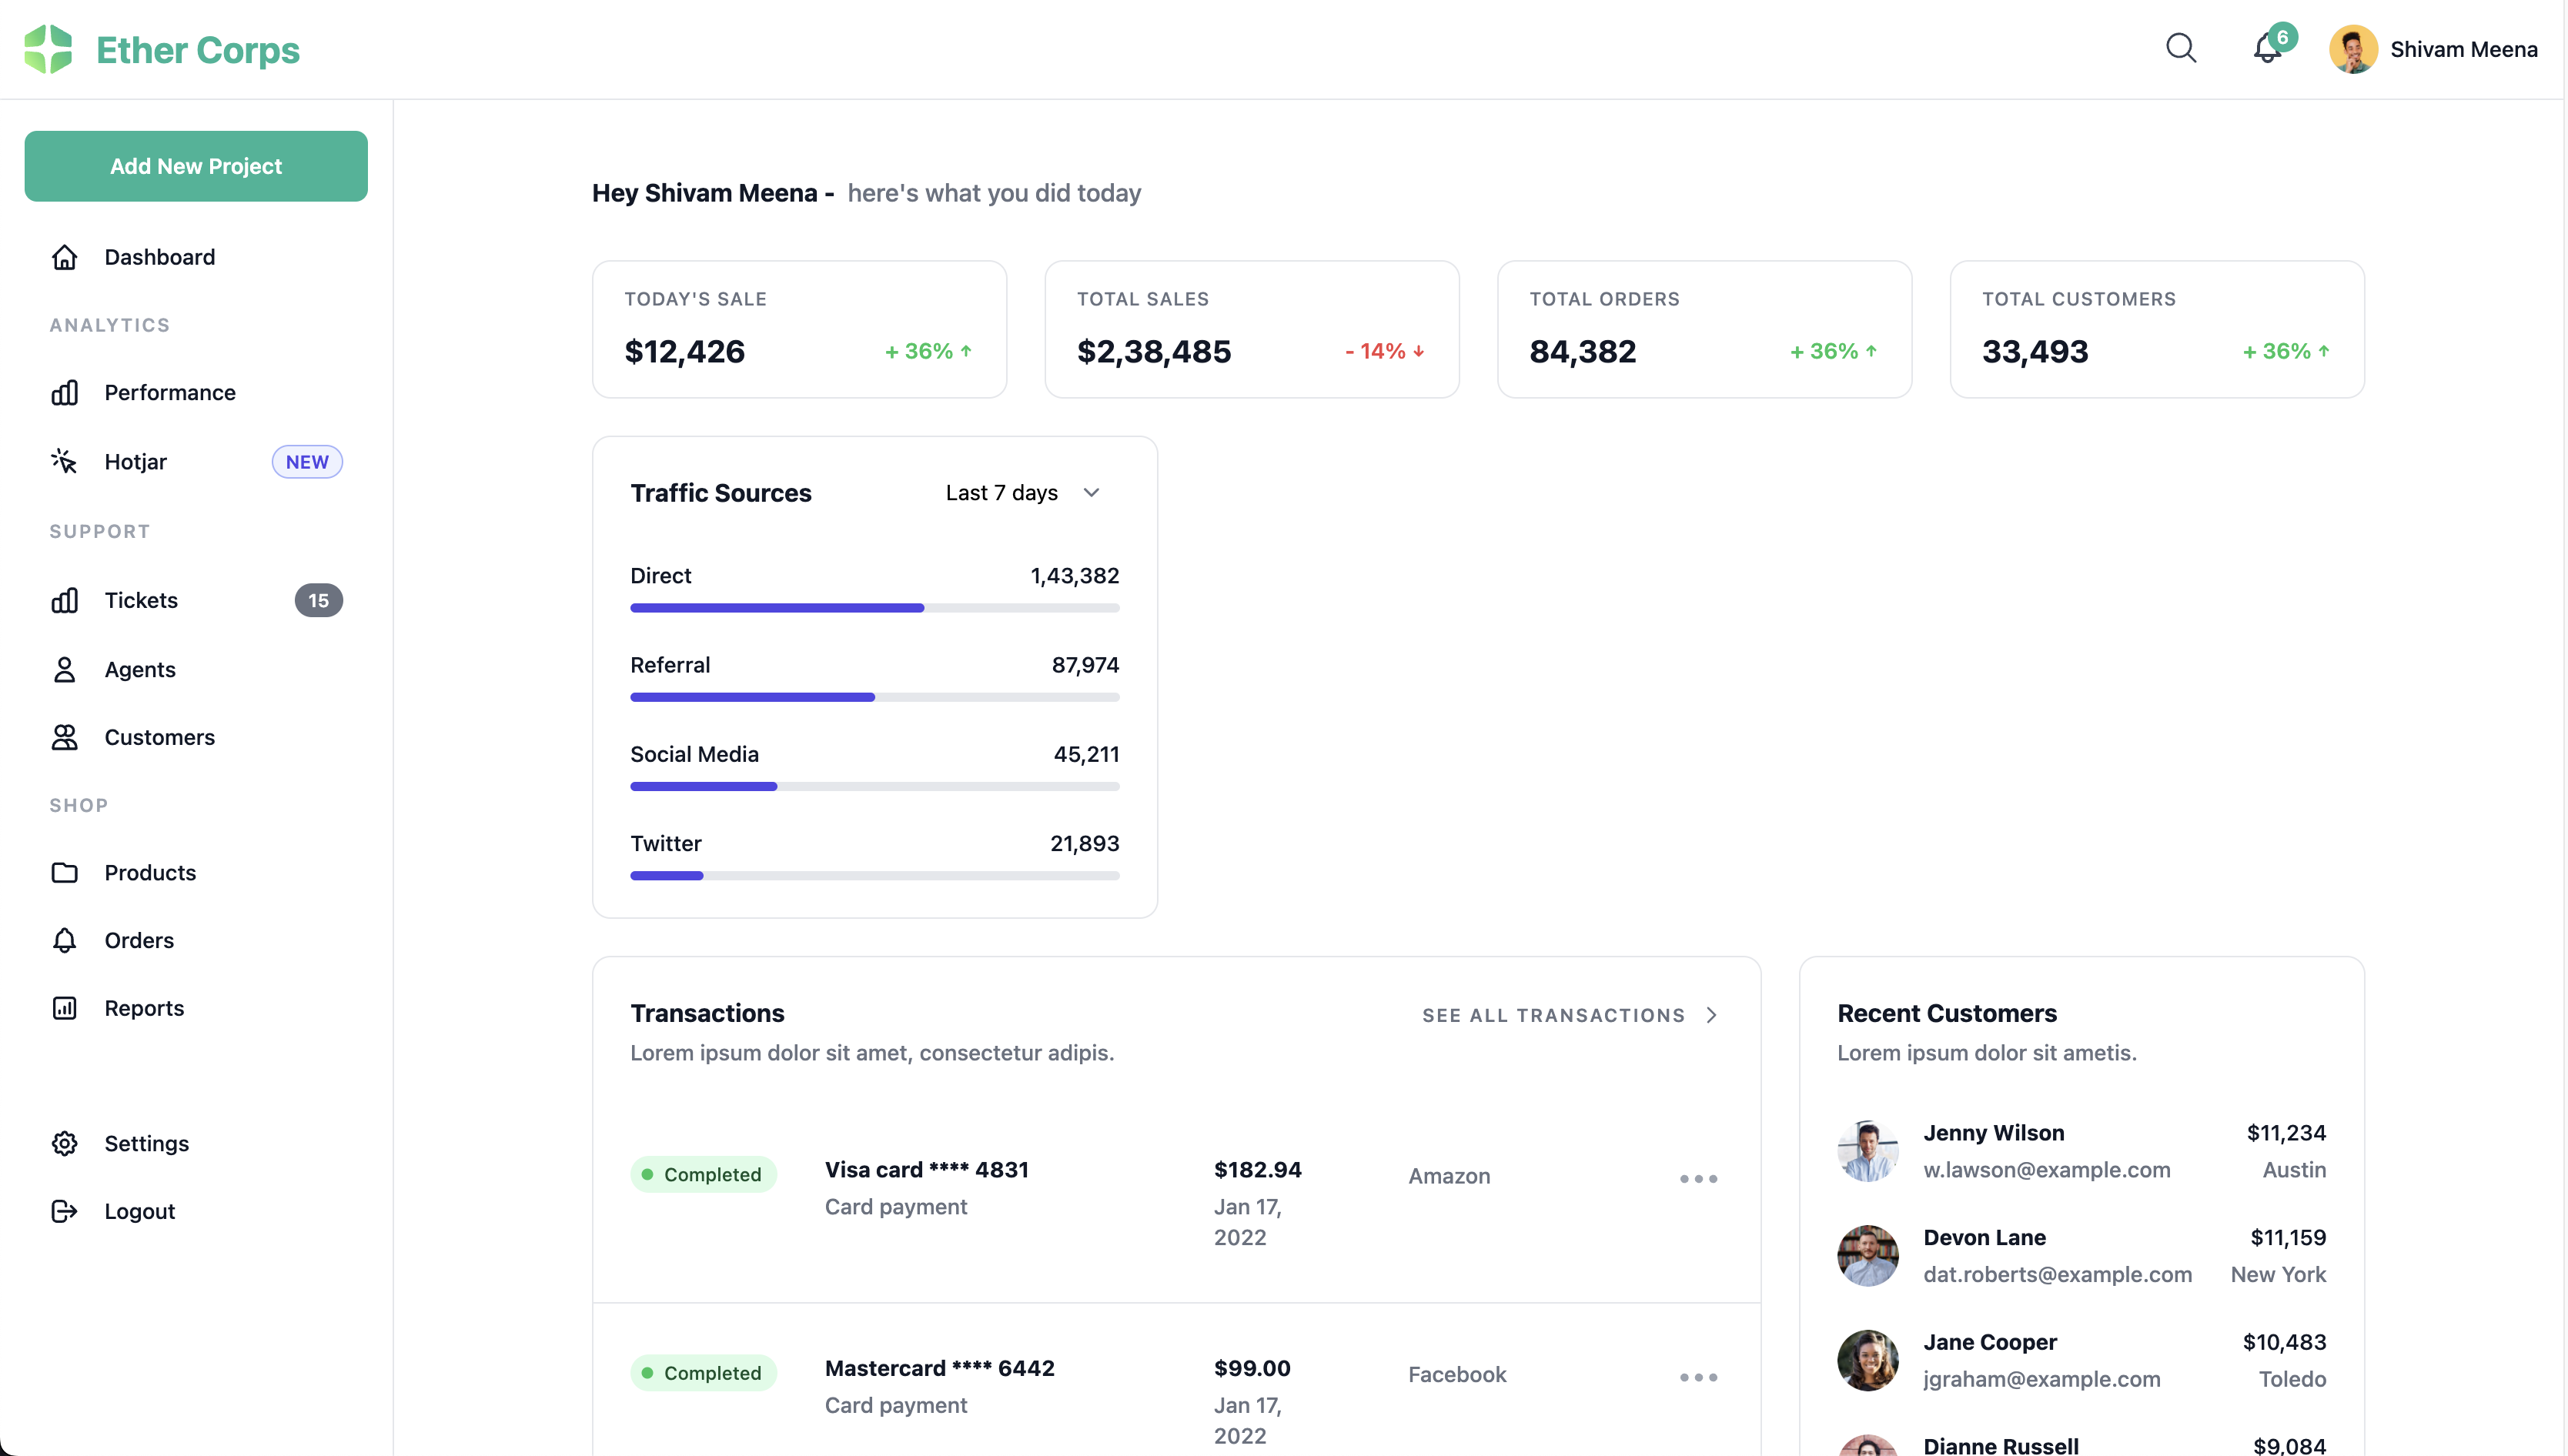 Ether Corps
6
Shivam Meena
Add New Project
Dashboard
ANALYTICS
Performance
Hotjar NEW
SUPPORT
Tickets 15
Agents
Customers
SHOP
Products
Orders
Reports
Settings
Logout
Hey Shivam Meena - here's what you did today
TODAY'S SALE
$12,426 + 36%
TOTAL SALES
$2,38,485 - 14%
TOTAL ORDERS
84,382 + 36%
TOTAL CUSTOMERS
33,493 + 36%
Traffic Sources Last 7 days
Direct 1,43,382
Referral 87,974
Social Media 45,211
Twitter 21,893
Transactions SEE ALL TRANSACTIONS
Lorem ipsum dolor sit amet, consectetur adipis.
Completed Visa card **** 4831 $182.94 Amazon
Card payment Jan 17,
2022
Completed Mastercard **** 6442 $99.00 Facebook
Card payment Jan 17,
2022
Recent Customers
Lorem ipsum dolor sit ametis.
Jenny Wilson $11,234
w.lawson@example.com Austin
Devon Lane $11,159
dat.roberts@example.com New York
Jane Cooper $10,483
jgraham@example.com Toledo
Dianne Russell $9,084